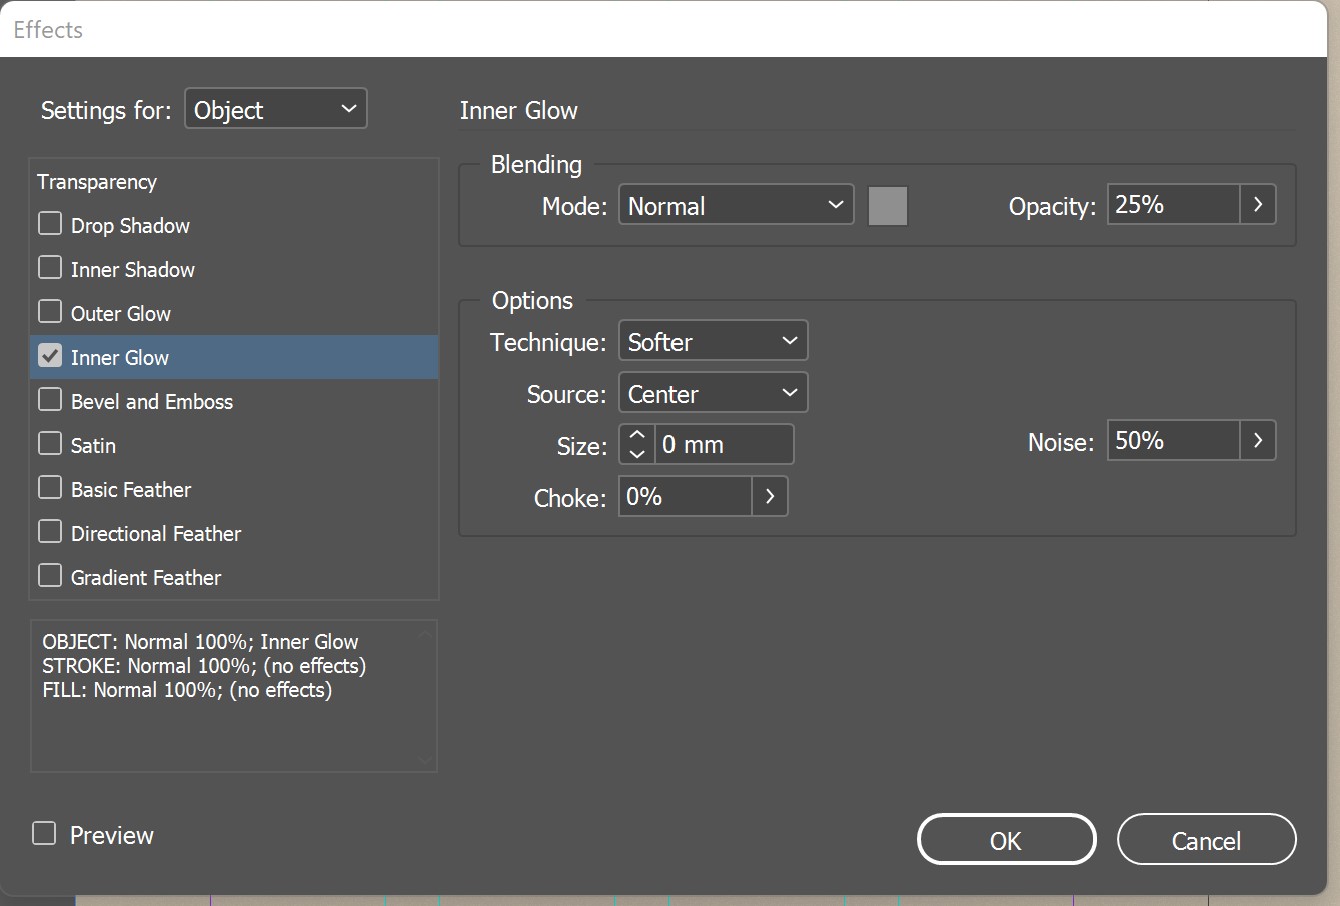 Effects
Settings for: Object
Transparency
Drop Shadow
Inner Shadow
Outer Glow
Inner Glow
Bevel and Emboss
Satin
Basic Feather
Directional Feather
Gradient Feather
OBJECT: Normal 100%; Inner Glow
STROKE: Normal 100%; (no effects)
FILL: Normal 100%; (no effects)
Preview
Inner Glow
Blending
Mode: Normal Opacity: 25%
Options
Technique: Softer
Source: Center
Size: 0 mm Noise: 50%
Choke: 0%
OK Cancel